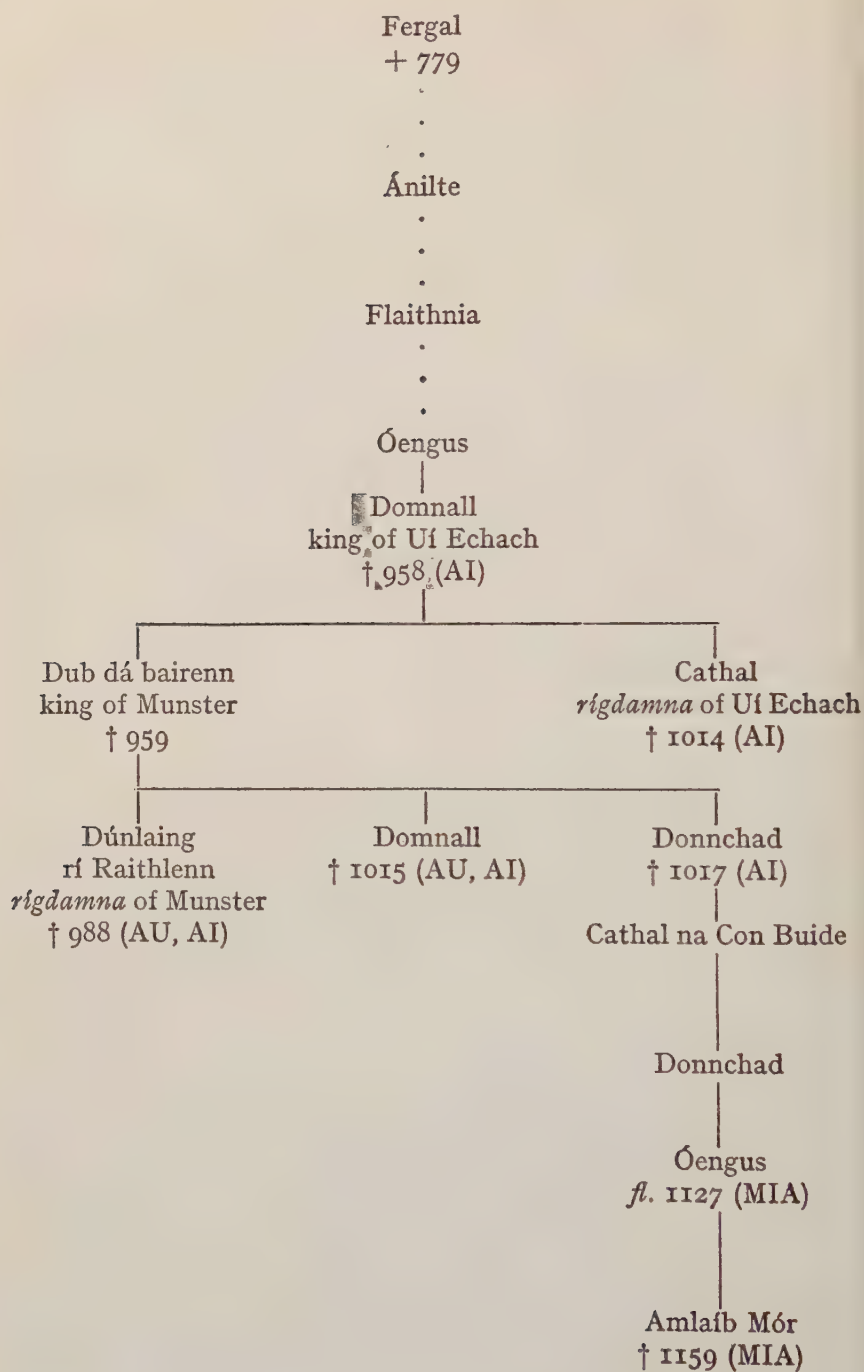 Fergal
+ 779
Ánilte
Flaithnia
Óengus
Domnall
king of Uí Echach
† 958 (AI)
Dub dá bairenn
king of Munster
† 959
Cathal
rígdamna of Uí Echach
† 1014 (AI)
Dúnlaing
rí Raithlenn
rígdamna of Munster
† 988 (AU, AI)
Domnall
† 1015 (AU, AI)
Donnchad
† 1017 (AI)
Cathal na Con Buide
Donnchad
Óengus
fl. 1127 (MIA)
Amlaíb Mór
† 1159 (MIA)